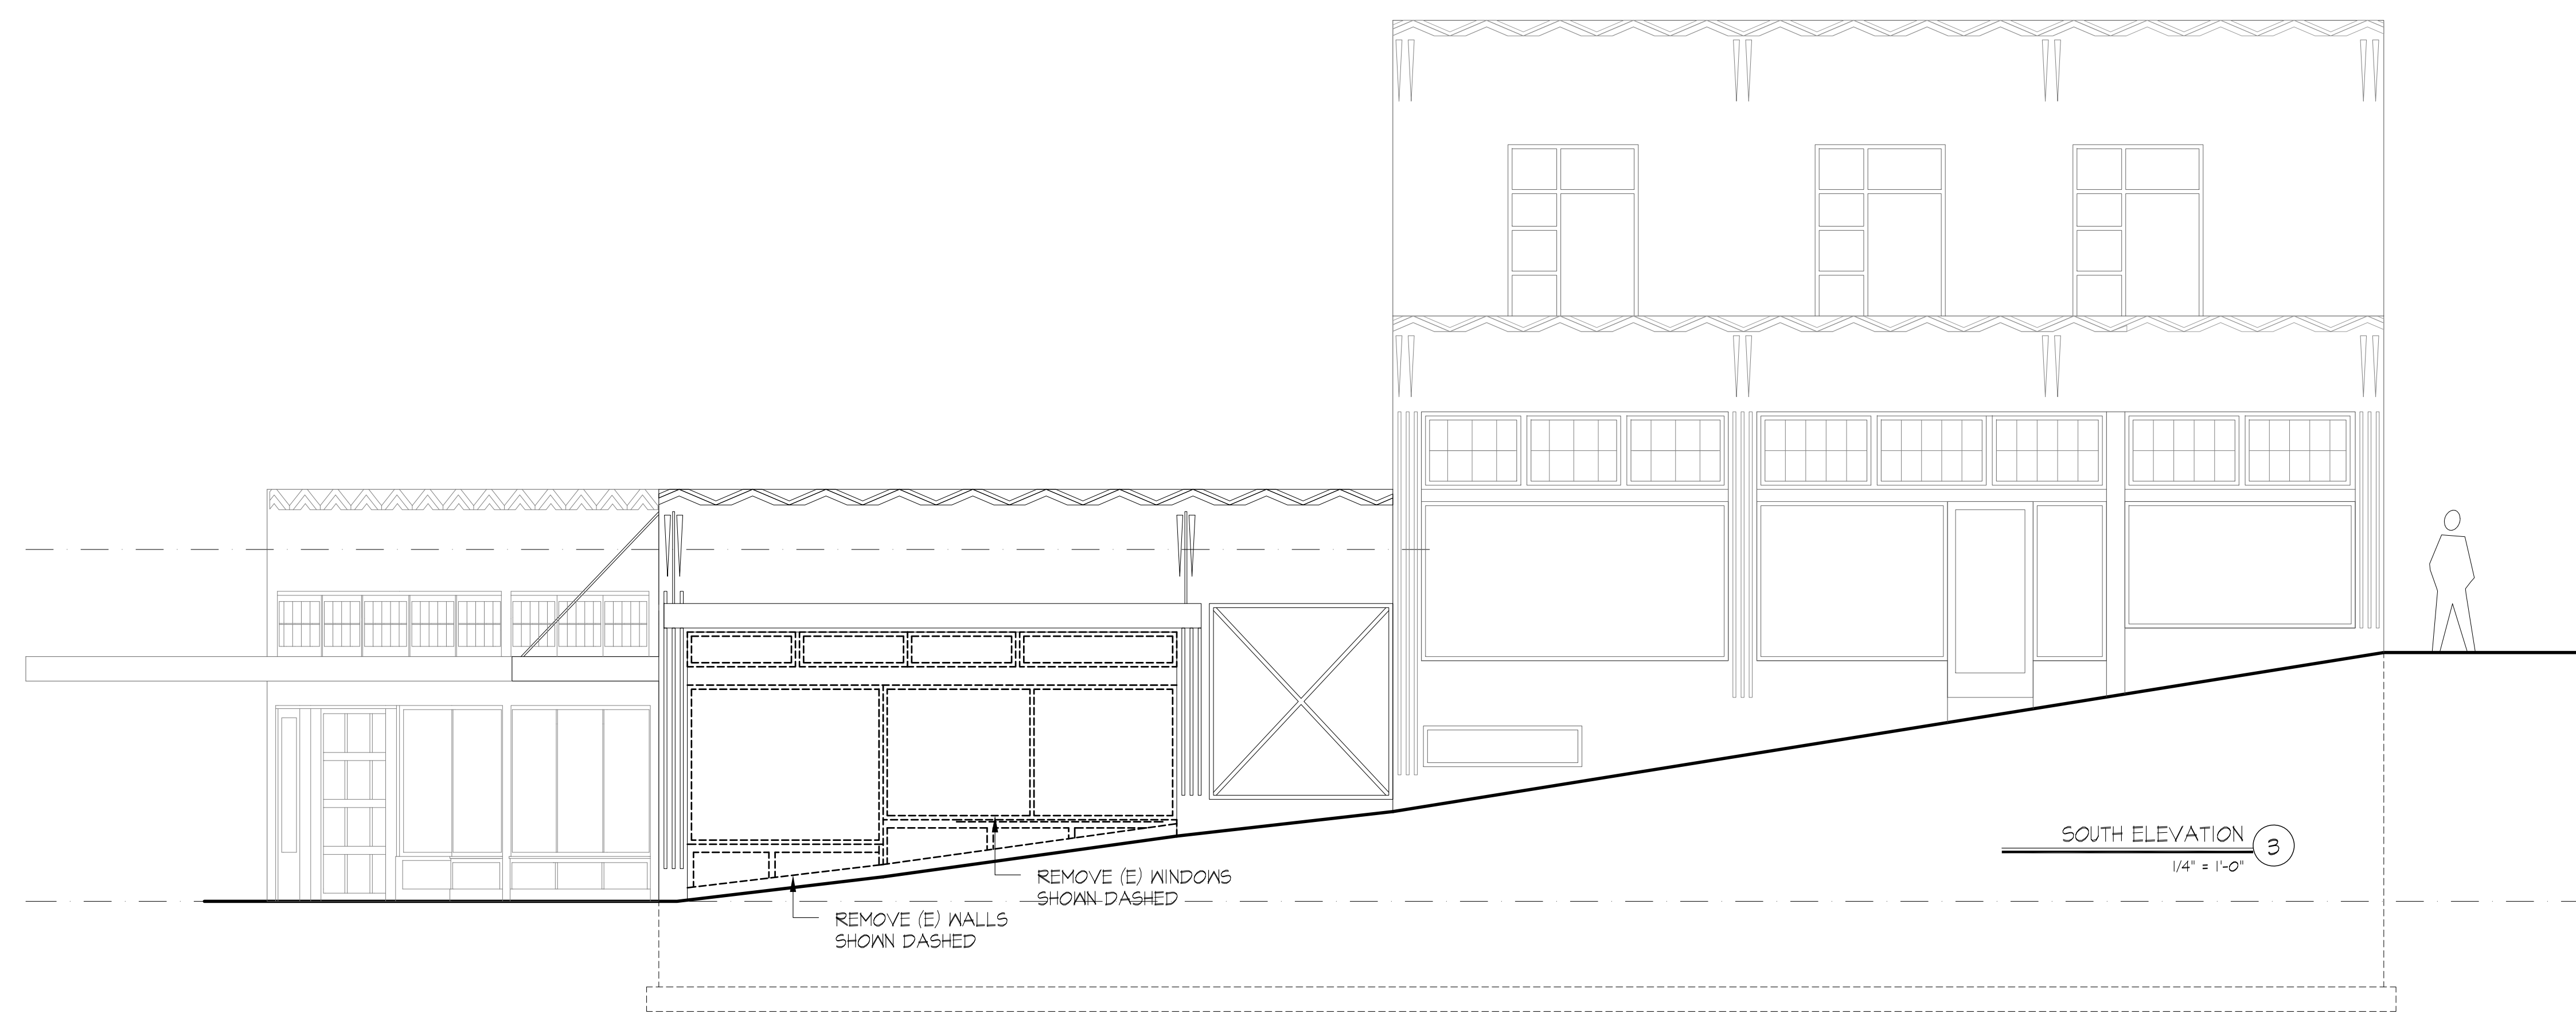 SOUTH ELEVATION
3
1/4" = 1'-0"
REMOVE (E) WINDOWS
SHOWN DASHED
REMOVE (E) WALLS
SHOWN DASHED